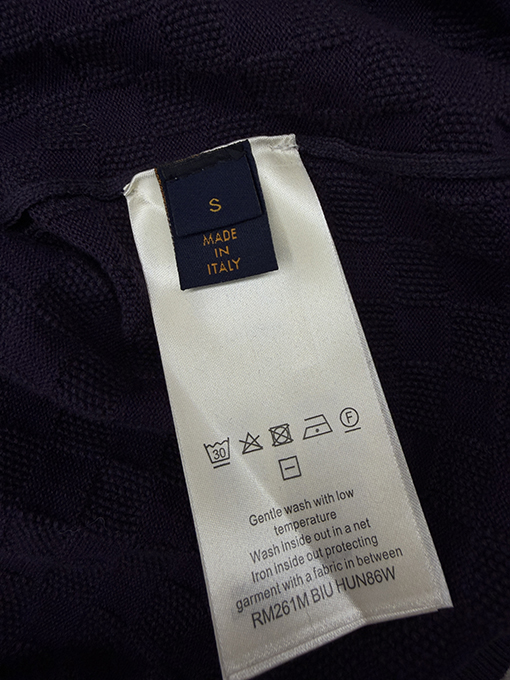 S
MADE
IN
ITALY
30
F
Gentle wash with low
temperature
Wash Inside out in a net
Iron Inside out protecting
garment with a fabric in between
RM261M BIU HUN86W